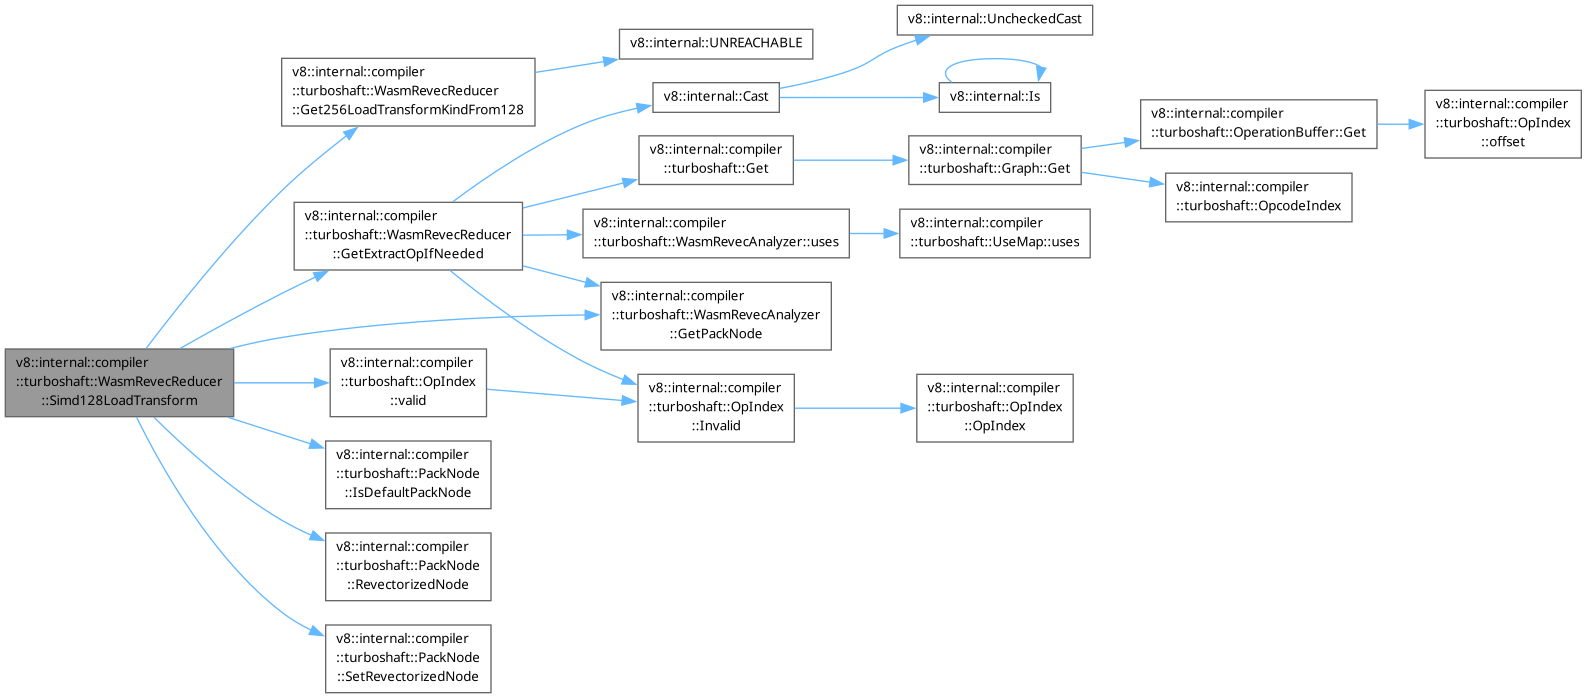 v8::internal::compiler
::turboshaft::WasmRevecReducer
::Simd128LoadTransform
v8::internal::compiler
::turboshaft::WasmRevecReducer
::Get256LoadTransformKindFrom128
v8::internal::UNREACHABLE
v8::internal::compiler
::turboshaft::WasmRevecReducer
::GetExtractOpIfNeeded
v8::internal::Cast
v8::internal::UncheckedCast
v8::internal::Is
v8::internal::compiler
::turboshaft::Get
v8::internal::compiler
::turboshaft::Graph::Get
v8::internal::compiler
::turboshaft::OperationBuffer::Get
v8::internal::compiler
::turboshaft::OpIndex
::offset
v8::internal::compiler
::turboshaft::OpcodeIndex
v8::internal::compiler
::turboshaft::WasmRevecAnalyzer::uses
v8::internal::compiler
::turboshaft::UseMap::uses
v8::internal::compiler
::turboshaft::WasmRevecAnalyzer
::GetPackNode
v8::internal::compiler
::turboshaft::OpIndex
::valid
v8::internal::compiler
::turboshaft::OpIndex
::Invalid
v8::internal::compiler
::turboshaft::OpIndex
::OpIndex
v8::internal::compiler
::turboshaft::PackNode
::IsDefaultPackNode
v8::internal::compiler
::turboshaft::PackNode
::RevectorizedNode
v8::internal::compiler
::turboshaft::PackNode
::SetRevectorizedNode